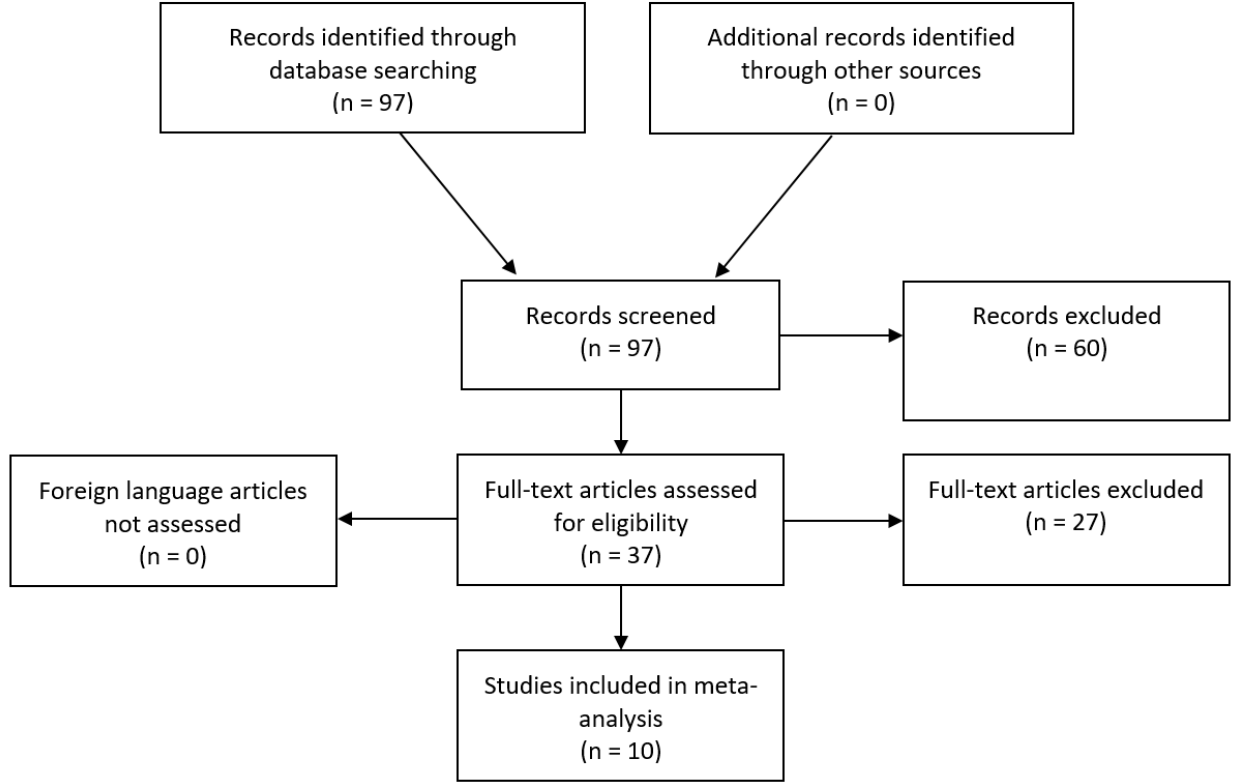 Records identified through
database searching
(n = 97)
Additional records identified
through other sources
(n = 0)
Records screened
(n = 97)
Records excluded
(n = 60)
Foreign language articles
not assessed
(n = 0)
Full-text articles assessed
for eligibility
(n = 37)
Full-text articles excluded
(n = 27)
Studies included in meta-
analysis
(n = 10)